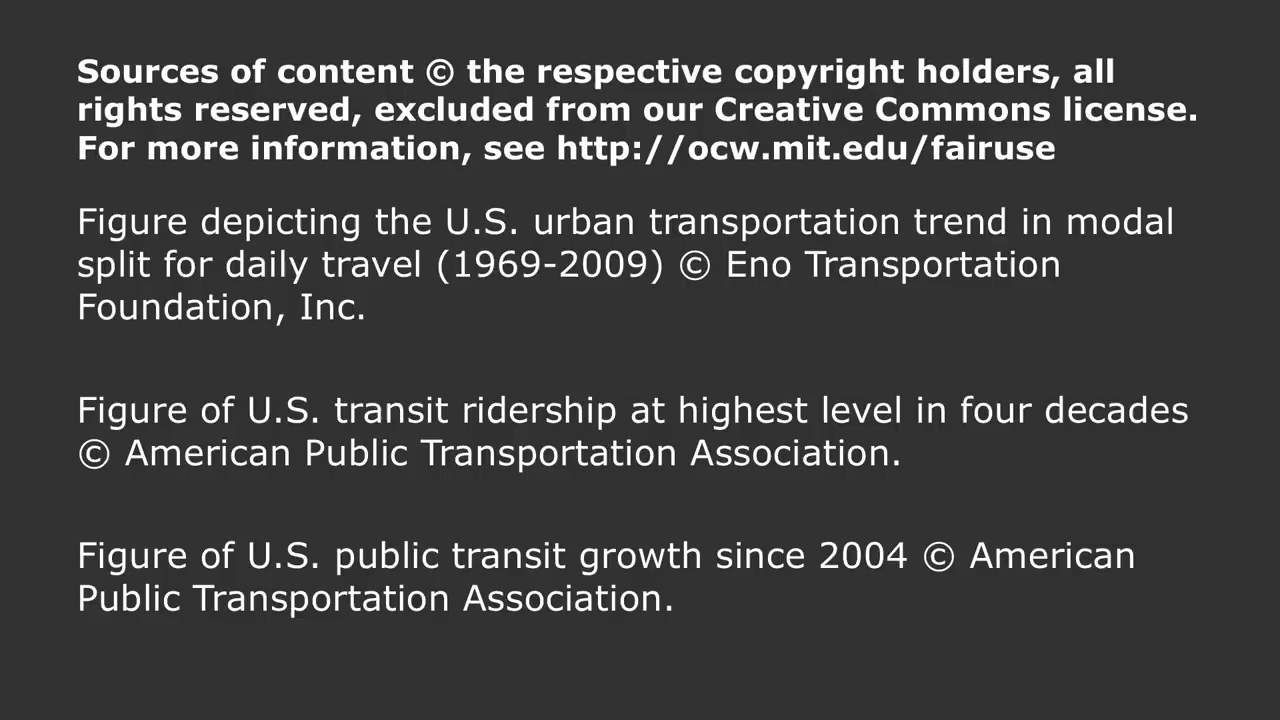 Sources of content © the respective copyright holders, all
rights reserved, excluded from our Creative Commons license.
For more information, see http://ocw.mit.edu/fairuse
Figure depicting the U.S. urban transportation trend in modal
split for daily travel (1969-2009) © Eno Transportation
Foundation, Inc.
Figure of U.S. transit ridership at highest level in four decades
© American Public Transportation Association.
Figure of U.S. public transit growth since 2004 © American
Public Transportation Association.